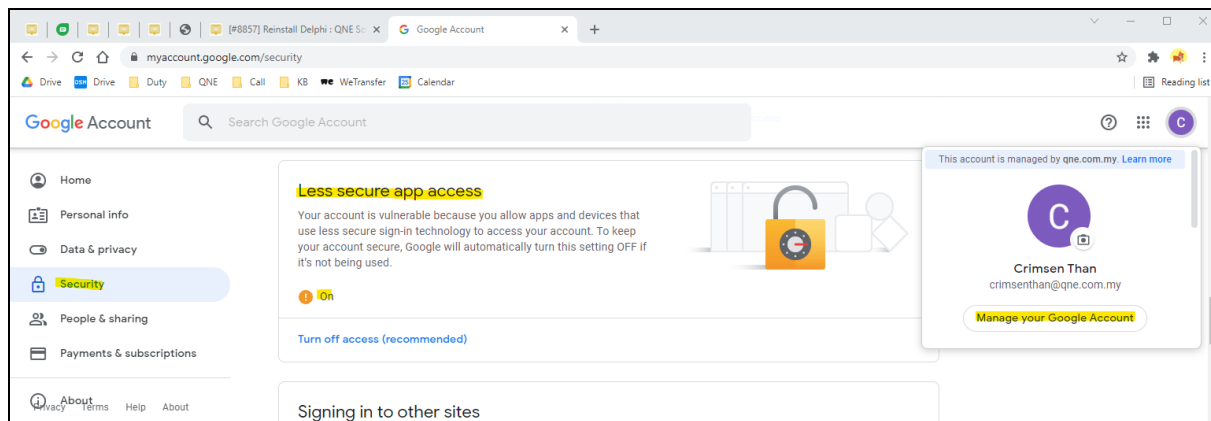 [#8857] Reinstall Delphi : QNE So
Google Account
myaccount.google.com/security
Drive
Drive
Duty
QNE
Call
KB
WeTransfer
Calendar
Reading list
Google Account
Search Google Account
C
Home
Personal info
Data & privacy
Security
People & sharing
Payments & subscriptions
About
Privacy Terms Help About
Less secure app access
Your account is vulnerable because you allow apps and devices that
use less secure sign-in technology to access your account. To keep
your account secure, Google will automatically turn this setting OFF if
it's not being used.
On
Turn off access (recommended)
Signing in to other sites
This account is managed by qne.com.my. Learn more
C
Crimsen Than
crimsenthan@qne.com.my
Manage your Google Account